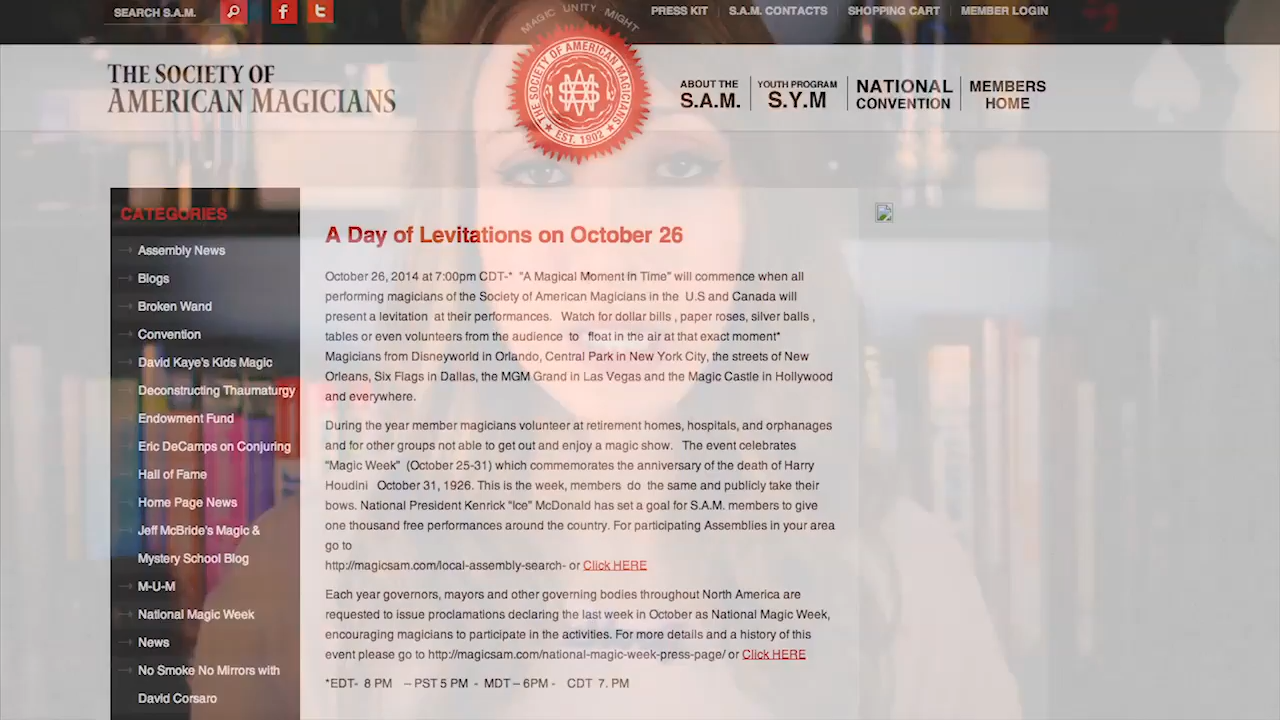 SEARCH S.A.M.
f
t
PRESS KIT
S.A.M. CONTACTS
SHOPPING CART
MEMBER LOGIN
MAGIC UNITY MIGHT
THE SOCIETY OF
AMERICAN MAGICIANS
THE SOCIETY OF AMERICAN MAGICIANS
EST. 1902
ABOUT THE
S.A.M.
YOUTH PROGRAM
S.Y.M
NATIONAL
CONVENTION
MEMBERS
HOME
CATEGORIES
Assembly News
Blogs
Broken Wand
Convention
David Kaye's Kids Magic
Deconstructing Thaumaturgy
Endowment Fund
Eric DeCamps on Conjuring
Hall of Fame
Home Page News
Jeff McBride's Magic &
Mystery School Blog
M-U-M
National Magic Week
News
No Smoke No Mirrors with
David Corsaro
A Day of Levitations on October 26
October 26, 2014 at 7:00pm CDT-* "A Magical Moment in Time" will commence when all
performing magicians of the Society of American Magicians in the U.S and Canada will
present a levitation at their performances. Watch for dollar bills , paper roses, silver balls ,
tables or even volunteers from the audience to float in the air at that exact moment*
Magicians from Disneyworld in Orlando, Central Park in New York City, the streets of New
Orleans, Six Flags in Dallas, the MGM Grand in Las Vegas and the Magic Castle in Hollywood
and everywhere.
During the year member magicians volunteer at retirement homes, hospitals, and orphanages
and for other groups not able to get out and enjoy a magic show. The event celebrates
"Magic Week" (October 25-31) which commemorates the anniversary of the death of Harry
Houdini October 31, 1926. This is the week, members do the same and publicly take their
bows. National President Kenrick "Ice" McDonald has set a goal for S.A.M. members to give
one thousand free performances around the country. For participating Assemblies in your area
go to
http://magicsam.com/local-assembly-search- or Click HERE
Each year governors, mayors and other governing bodies throughout North America are
requested to issue proclamations declaring the last week in October as National Magic Week,
encouraging magicians to participate in the activities. For more details and a history of this
event please go to http://magicsam.com/national-magic-week-press-page/ or Click HERE
*EDT- 8 PM – PST 5 PM - MDT – 6PM - CDT 7. PM